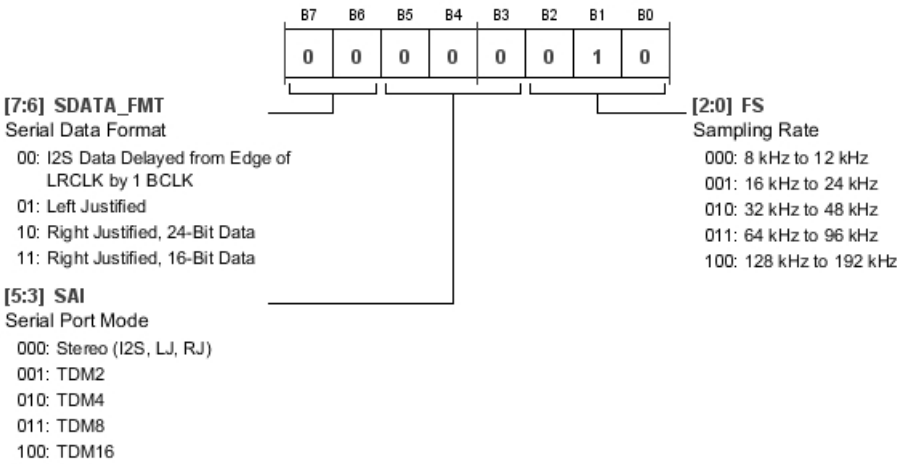 B7 B6 B5 B4 B3 B2 B1 B0
0 0 0 0 0 0 1 0
[7:6] SDATA_FMT
Serial Data Format
00: I2S Data Delayed from Edge of
LRCLK by 1 BCLK
01: Left Justified
10: Right Justified, 24-Bit Data
11: Right Justified, 16-Bit Data
[5:3] SAI
Serial Port Mode
000: Stereo (I2S, LJ, RJ)
001: TDM2
010: TDM4
011: TDM8
100: TDM16
[2:0] FS
Sampling Rate
000: 8 kHz to 12 kHz
001: 16 kHz to 24 kHz
010: 32 kHz to 48 kHz
011: 64 kHz to 96 kHz
100: 128 kHz to 192 kHz